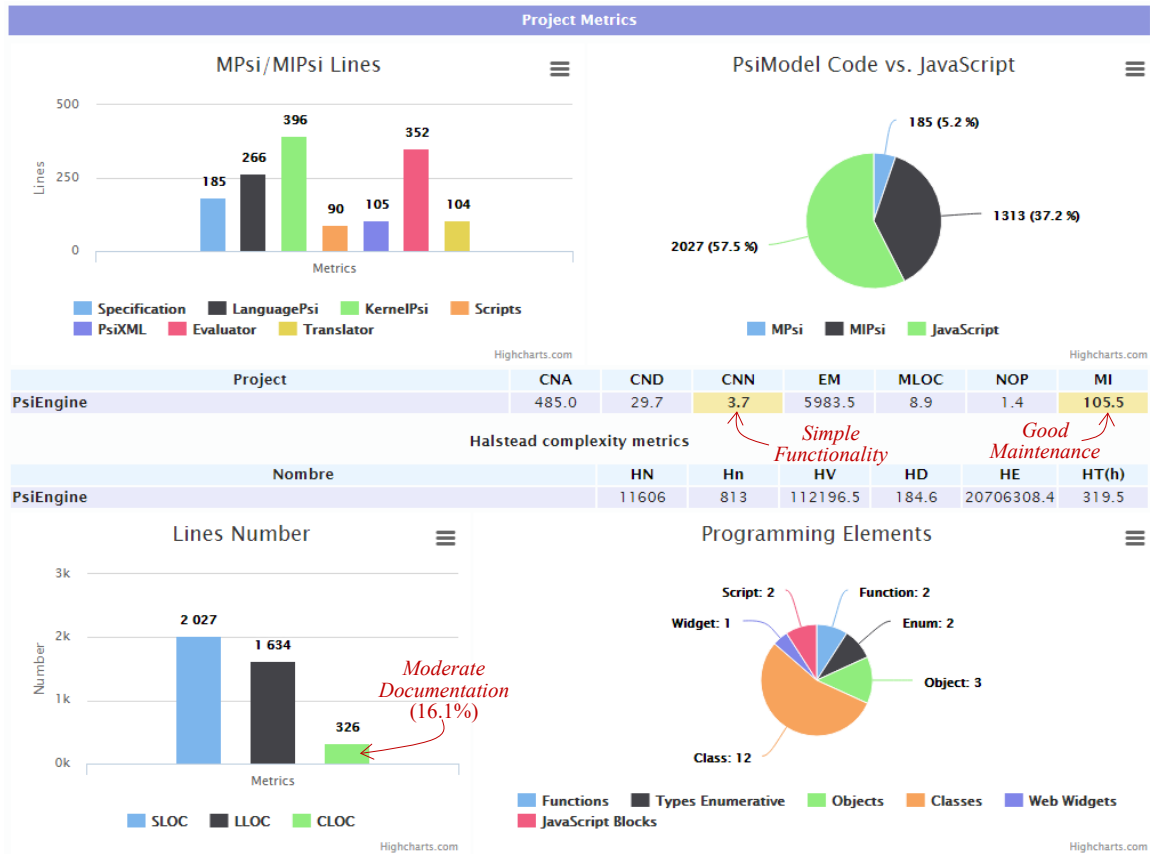 Project Metrics
MPsi/MIPsi Lines
500
250
0
Lines
185
266
396
90
105
352
104
Metrics
Specification LanguagePsi KernelPsi Scripts
PsiXML Evaluator Translator
Highcharts.com
PsiModel Code vs. JavaScript
185 (5.2 %)
1313 (37.2 %)
2027 (57.5 %)
MPsi MIPsi JavaScript
Highcharts.com
Project CNA CND CNN EM MLOC NOP MI
PsiEngine 485.0 29.7 3.7 5983.5 8.9 1.4 105.5
Simple
Functionality
Good
Maintenance
Halstead complexity metrics
Nombre HN Hn HV HD HE HT(h)
PsiEngine 11606 813 112196.5 184.6 20706308.4 319.5
Lines Number
3k
2k
1k
0k
Number
2 027
1 634
326
Moderate
Documentation
(16.1%)
Metrics
SLOC LLOC CLOC
Highcharts.com
Programming Elements
Script: 2
Function: 2
Widget: 1
Enum: 2
Object: 3
Class: 12
Functions Types Enumerative Objects Classes Web Widgets
JavaScript Blocks
Highcharts.com